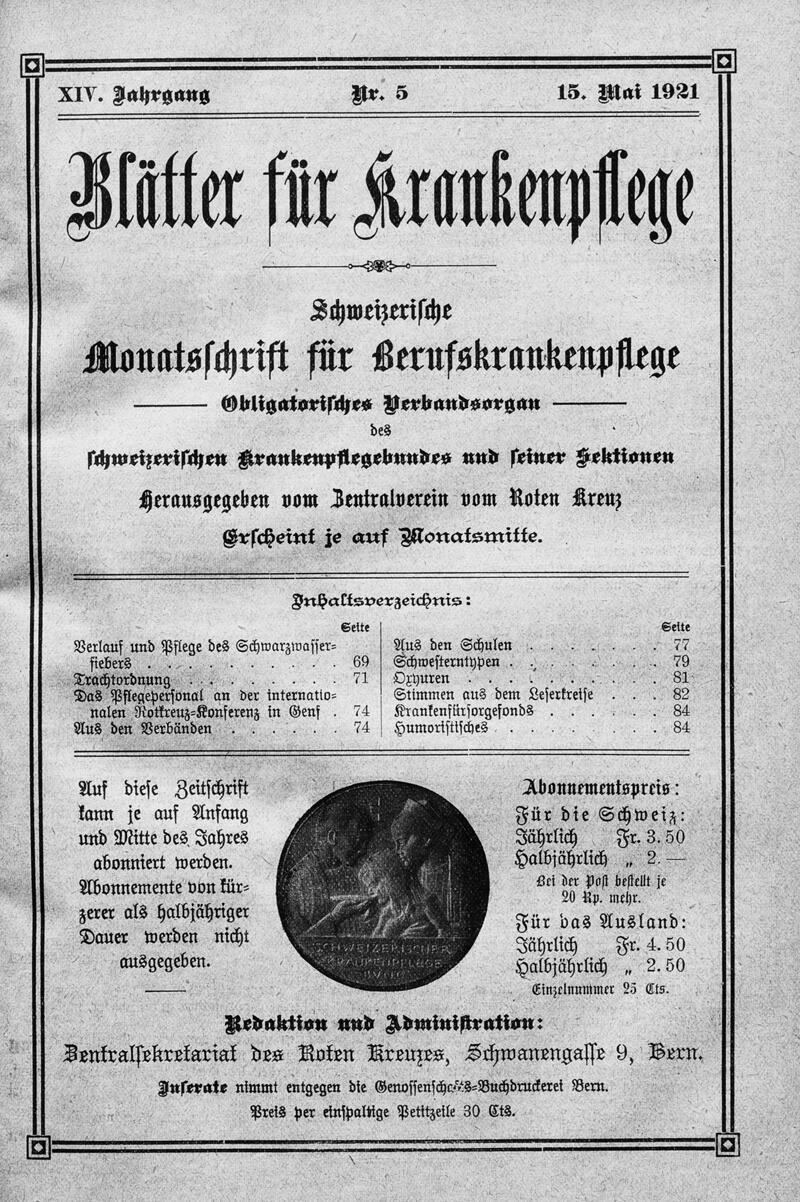 XIV. Jahrgang Nr. 5 15. Mai 1921
Blätter für Krankenpflege
Schweizerische
Monatsschrift für Berufskrankenpflege
Obligatorisches Verbandsorgan
des
schweizerischen Krankenpflegebundes und seiner Sektionen
Herausgegeben vom Zentralverein vom Roten Kreuz
Erscheint je auf Monatsmitte.
Inhaltsverzeichnis:
Seite
Verlauf und Pflege des Schwarzwasser-
fiebers . . . . . . . . . . 69
Trachtordnung . . . . . . . . 71
Das Pflegepersonal an der internatio-
nalen Rotkreuz-Konferenz in Genf . 74
Aus den Verbänden . . . . . . 74
Seite
Aus den Schulen . . . . . . . 77
Schwesterntypen . . . . . . . 79
Oxyuren . . . . . . . . . 81
Stimmen aus dem Leserkreise . . . 82
Krankenfürsorgefonds . . . . . . 84
Humoristisches . . . . . . . . 84
Auf diese Zeitschrift
kann je auf Anfang
und Mitte des Jahres
abonniert werden.
Abonnemente von kür-
zerer als halbjähriger
Dauer werden nicht
ausgegeben.
SCHWEIZERISCHER
KRANKENPFLEGE
BUND
Abonnementspreis:
Für die Schweiz:
Jährlich Fr. 3. 50
Halbjährlich „ 2. —
Bei der Post bestellt je
20 Rp. mehr.
Für das Ausland:
Jährlich Fr. 4. 50
Halbjährlich „ 2. 50
Einzelnummer 25 Cts.
Redaktion und Administration:
Zentralsekretariat des Roten Kreuzes, Schwanengasse 9, Bern.
Inserate nimmt entgegen die Genossenschafts-Buchdruckerei Bern.
Preis per einspaltige Petitzeile 30 Cts.